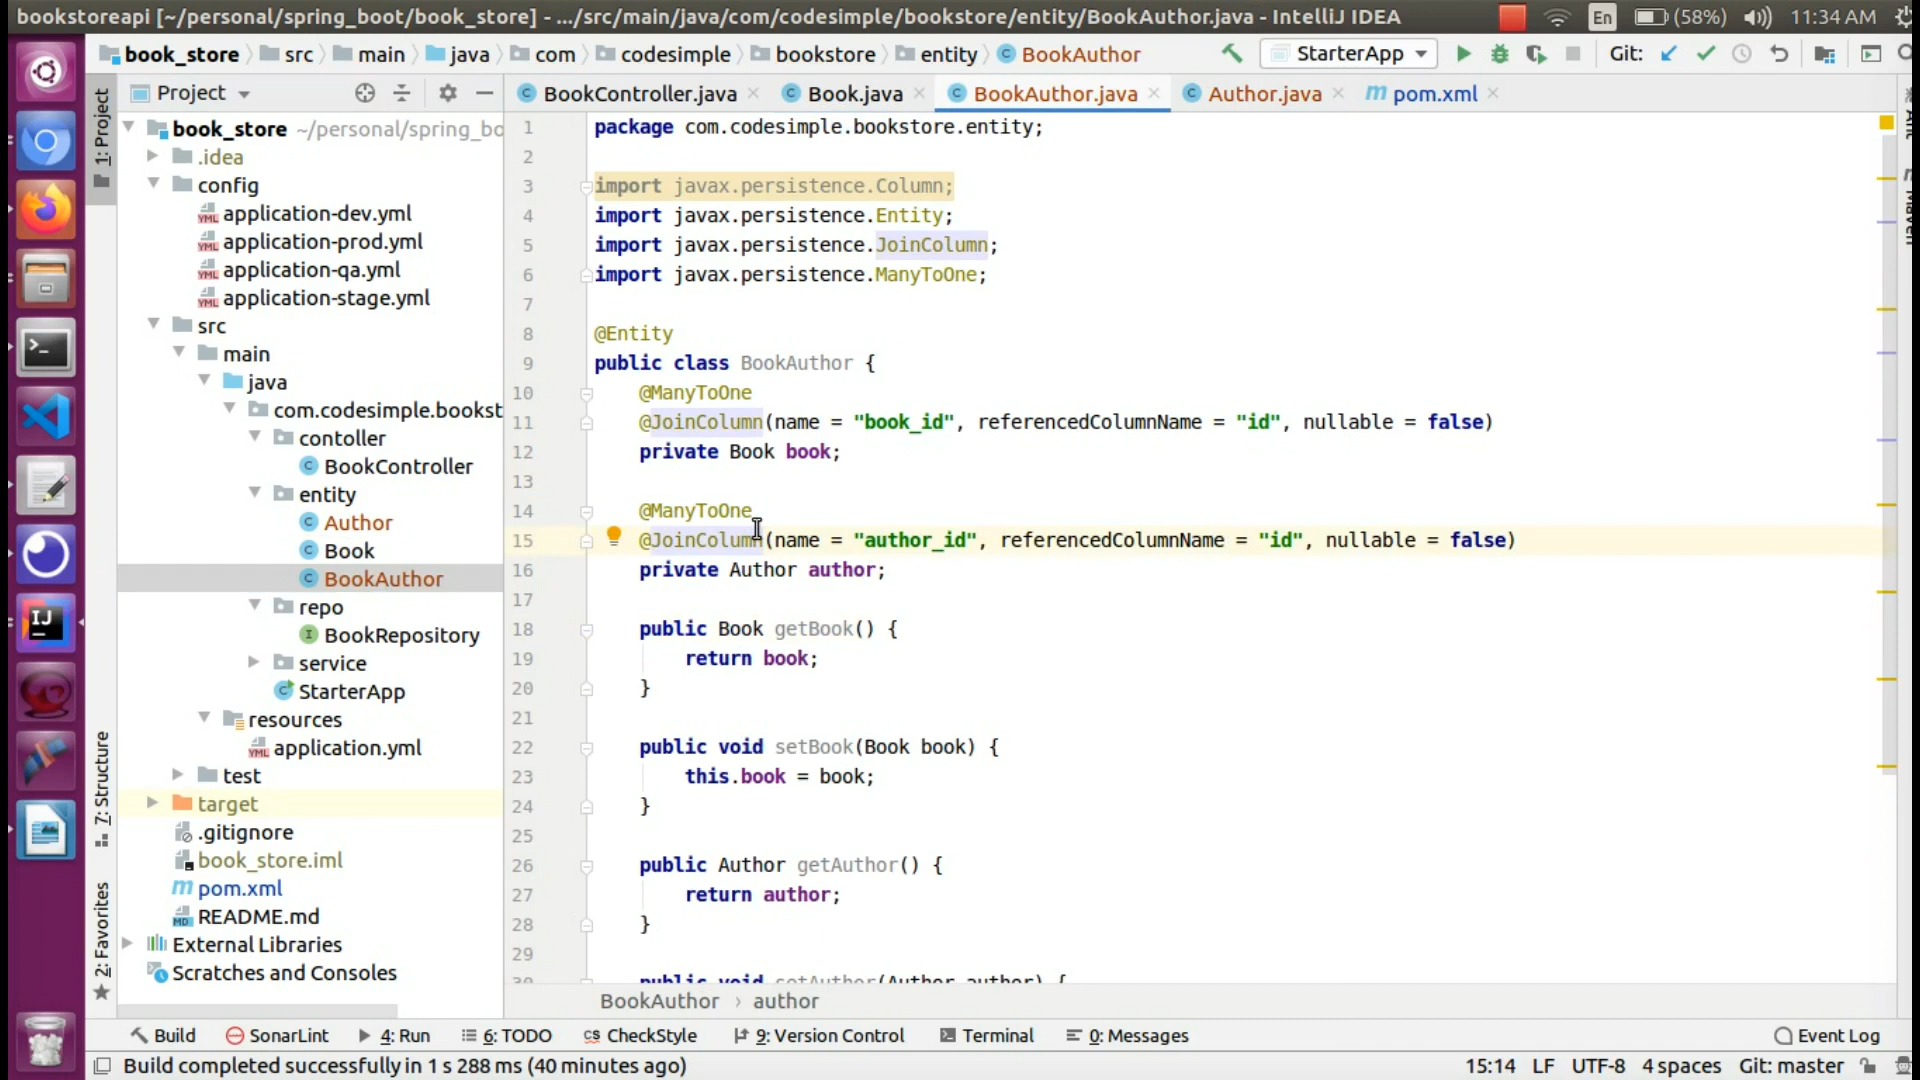 bookstoreapi [~/personal/spring_boot/book_store] - .../src/main/java/com/codesimple/bookstore/entity/BookAuthor.java - IntelliJ IDEA
En (58%) 11:34 AM
book_store src main java com codesimple bookstore entity BookAuthor StarterApp Git:
Project BookController.java Book.java BookAuthor.java Author.java pom.xml
1: Project
7: Structure
2: Favorites
Maven
book_store ~/personal/spring_bo
.idea
config
application-dev.yml
application-prod.yml
application-qa.yml
application-stage.yml
src
main
java
com.codesimple.bookst
contoller
BookController
entity
Author
Book
BookAuthor
repo
BookRepository
service
StarterApp
resources
application.yml
test
target
.gitignore
book_store.iml
pom.xml
README.md
External Libraries
Scratches and Consoles
1 package com.codesimple.bookstore.entity;
2
3 import javax.persistence.Column;
4 import javax.persistence.Entity;
5 import javax.persistence.JoinColumn;
6 import javax.persistence.ManyToOne;
7
8 @Entity
9 public class BookAuthor {
10 @ManyToOne
11 @JoinColumn(name = "book_id", referencedColumnName = "id", nullable = false)
12 private Book book;
13
14 @ManyToOne
15 @JoinColumn(name = "author_id", referencedColumnName = "id", nullable = false)
16 private Author author;
17
18 public Book getBook() {
19 return book;
20 }
21
22 public void setBook(Book book) {
23 this.book = book;
24 }
25
26 public Author getAuthor() {
27 return author;
28 }
29
30 public void setAuthor(Author author) {
BookAuthor › author
Build SonarLint 4: Run 6: TODO CheckStyle 9: Version Control Terminal 0: Messages Event Log
Build completed successfully in 1 s 288 ms (40 minutes ago) 15:14 LF UTF-8 4 spaces Git: master